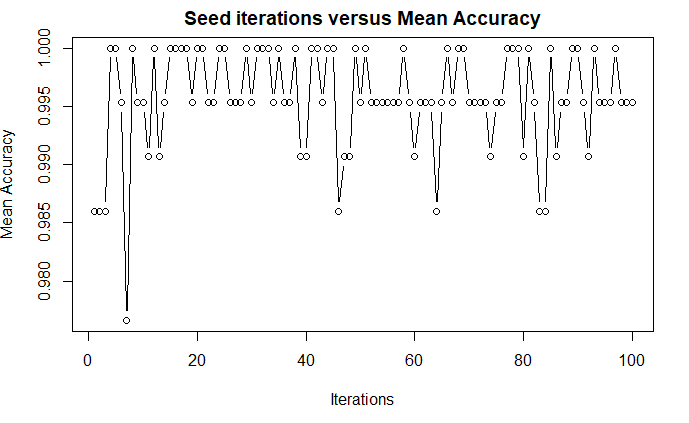 Seed iterations versus Mean Accuracy
Mean Accuracy
1.000
0.995
0.990
0.985
0.980
0 20 40 60 80 100
Iterations